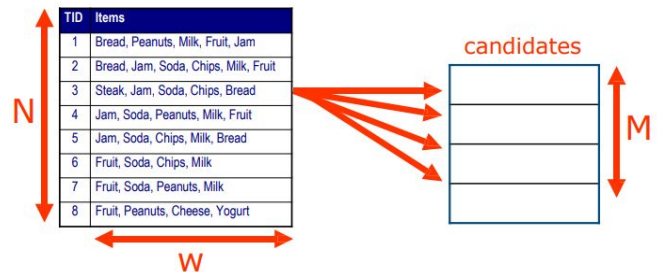 TID Items
1 Bread, Peanuts, Milk, Fruit, Jam
2 Bread, Jam, Soda, Chips, Milk, Fruit
3 Steak, Jam, Soda, Chips, Bread
4 Jam, Soda, Peanuts, Milk, Fruit
5 Jam, Soda, Chips, Milk, Bread
6 Fruit, Soda, Chips, Milk
7 Fruit, Soda, Peanuts, Milk
8 Fruit, Peanuts, Cheese, Yogurt
N
w
candidates
M